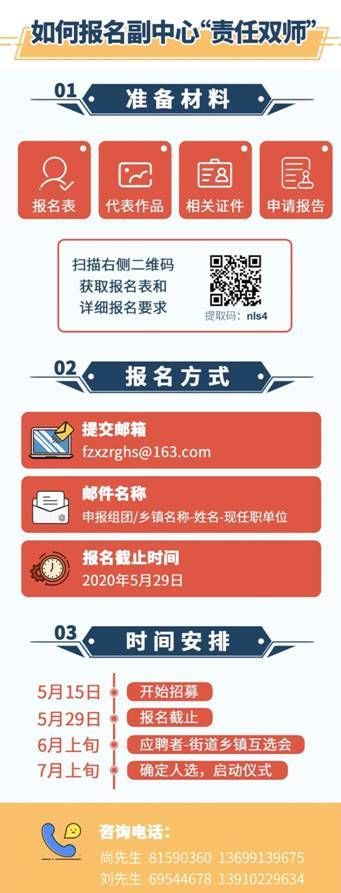 如何报名副中心“责任双师”
01 准备材料
报名表 代表作品 相关证件 申请报告
扫描右侧二维码
获取报名表和
详细报名要求
提取码：nls4
02 报名方式
提交邮箱
fzxzrghs@163.com
邮件名称
申报组团/乡镇名称-姓名-现任职单位
报名截止时间
2020年5月29日
03 时间安排
5月15日 开始招募
5月29日 报名截止
6月上旬 应聘者-街道乡镇互选会
7月上旬 确定人选，启动仪式
咨询电话：
尚先生 81590360 13699139675
刘先生 69544678 13910229634